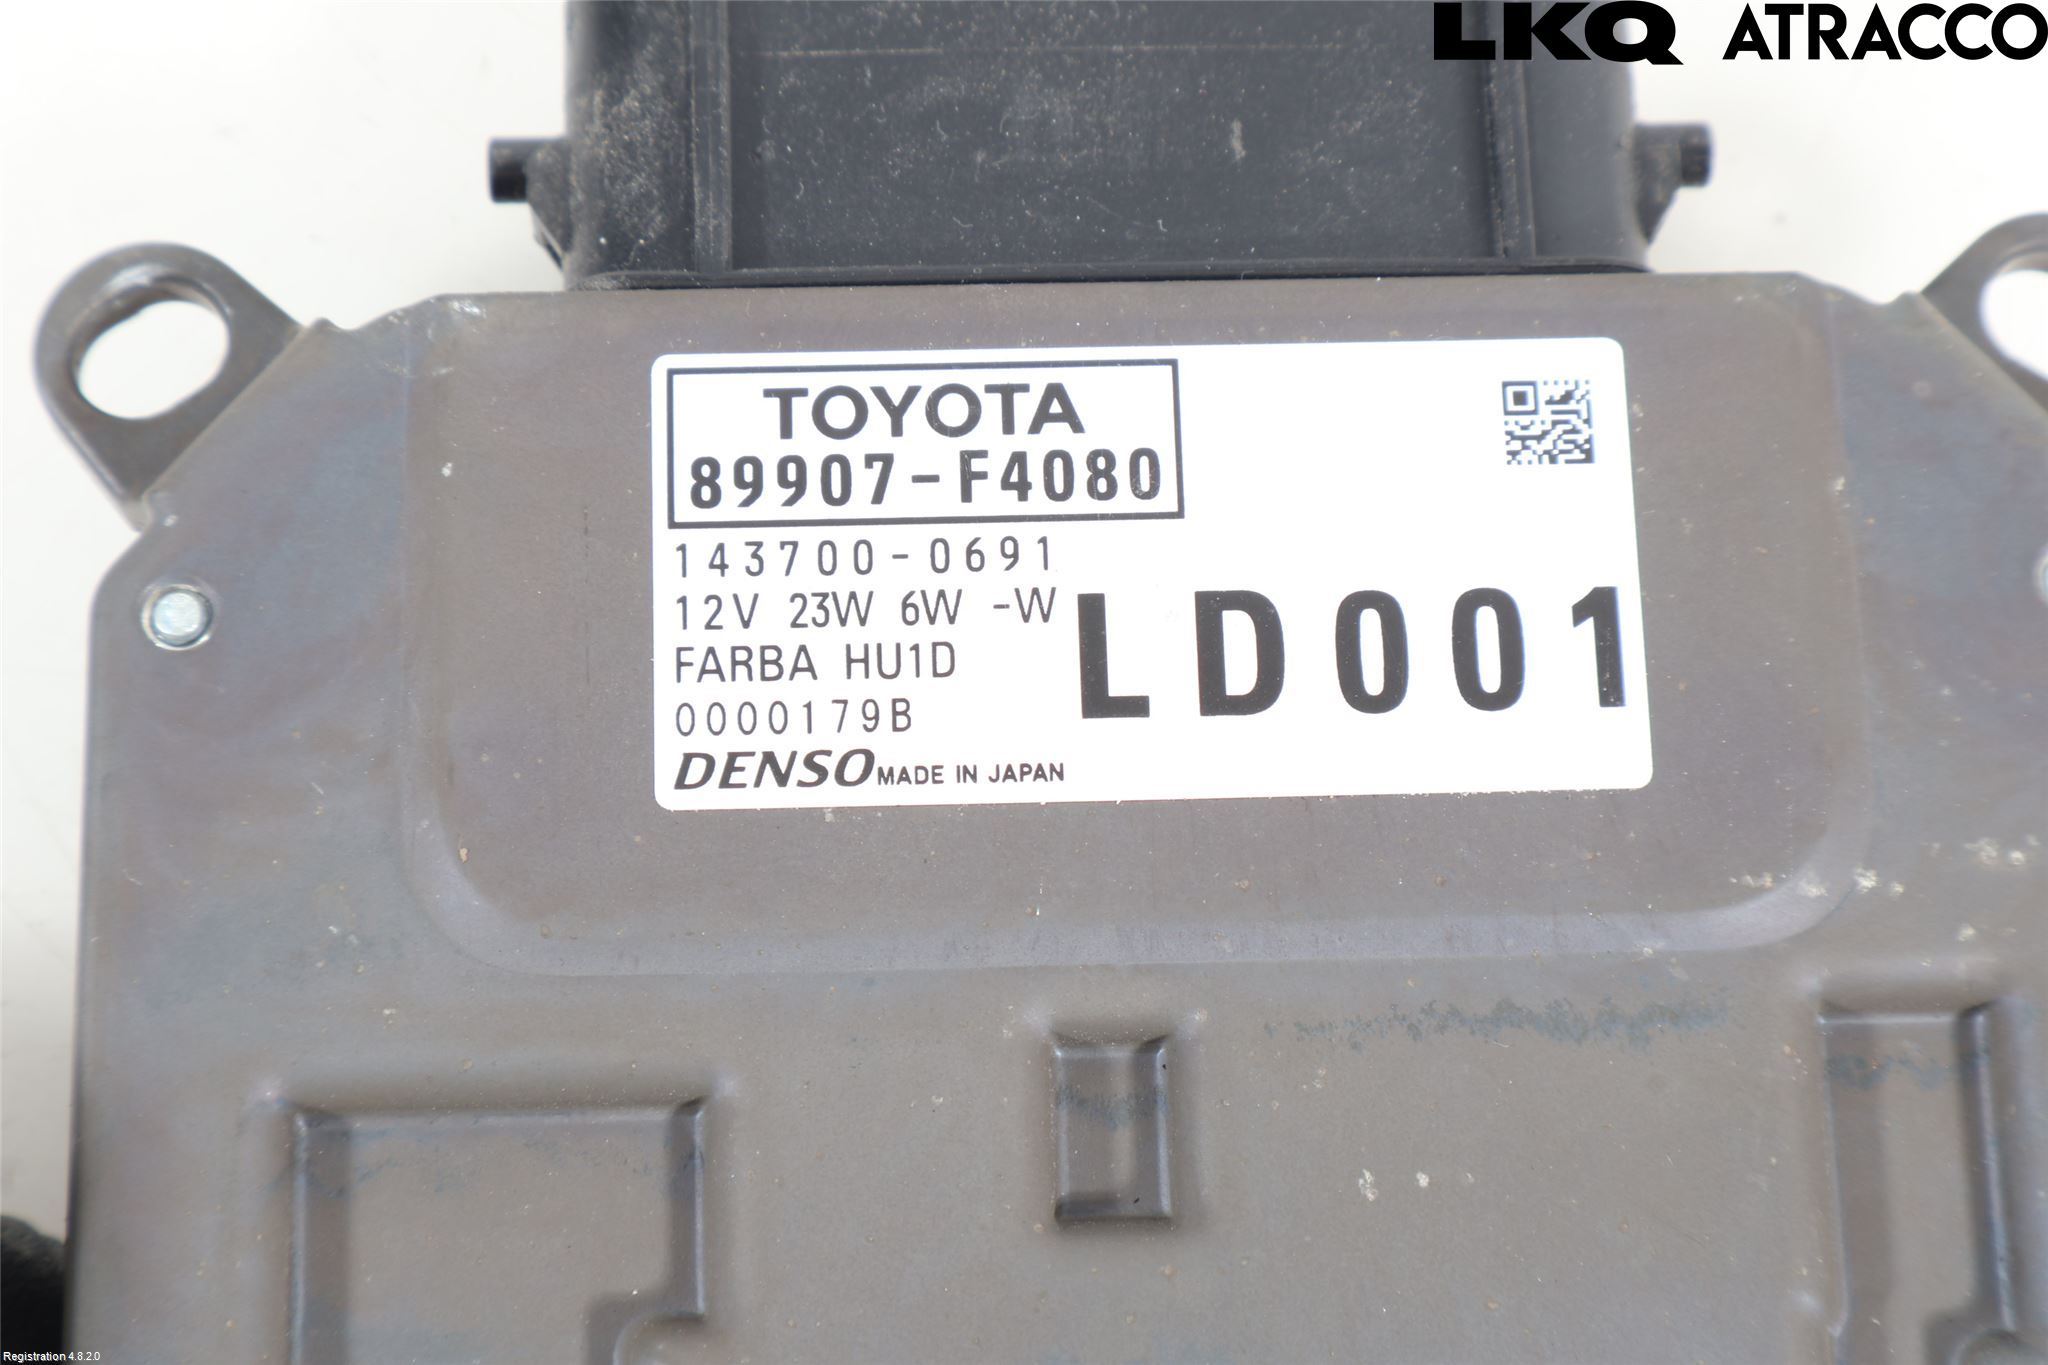 LKQ ATRACCO
TOYOTA
89907-F4080
143700-0691
12V 23W 6W -W
FARBA HU1D
LD001
0000179B
DENSO MADE IN JAPAN
Registration 4.8.2.0